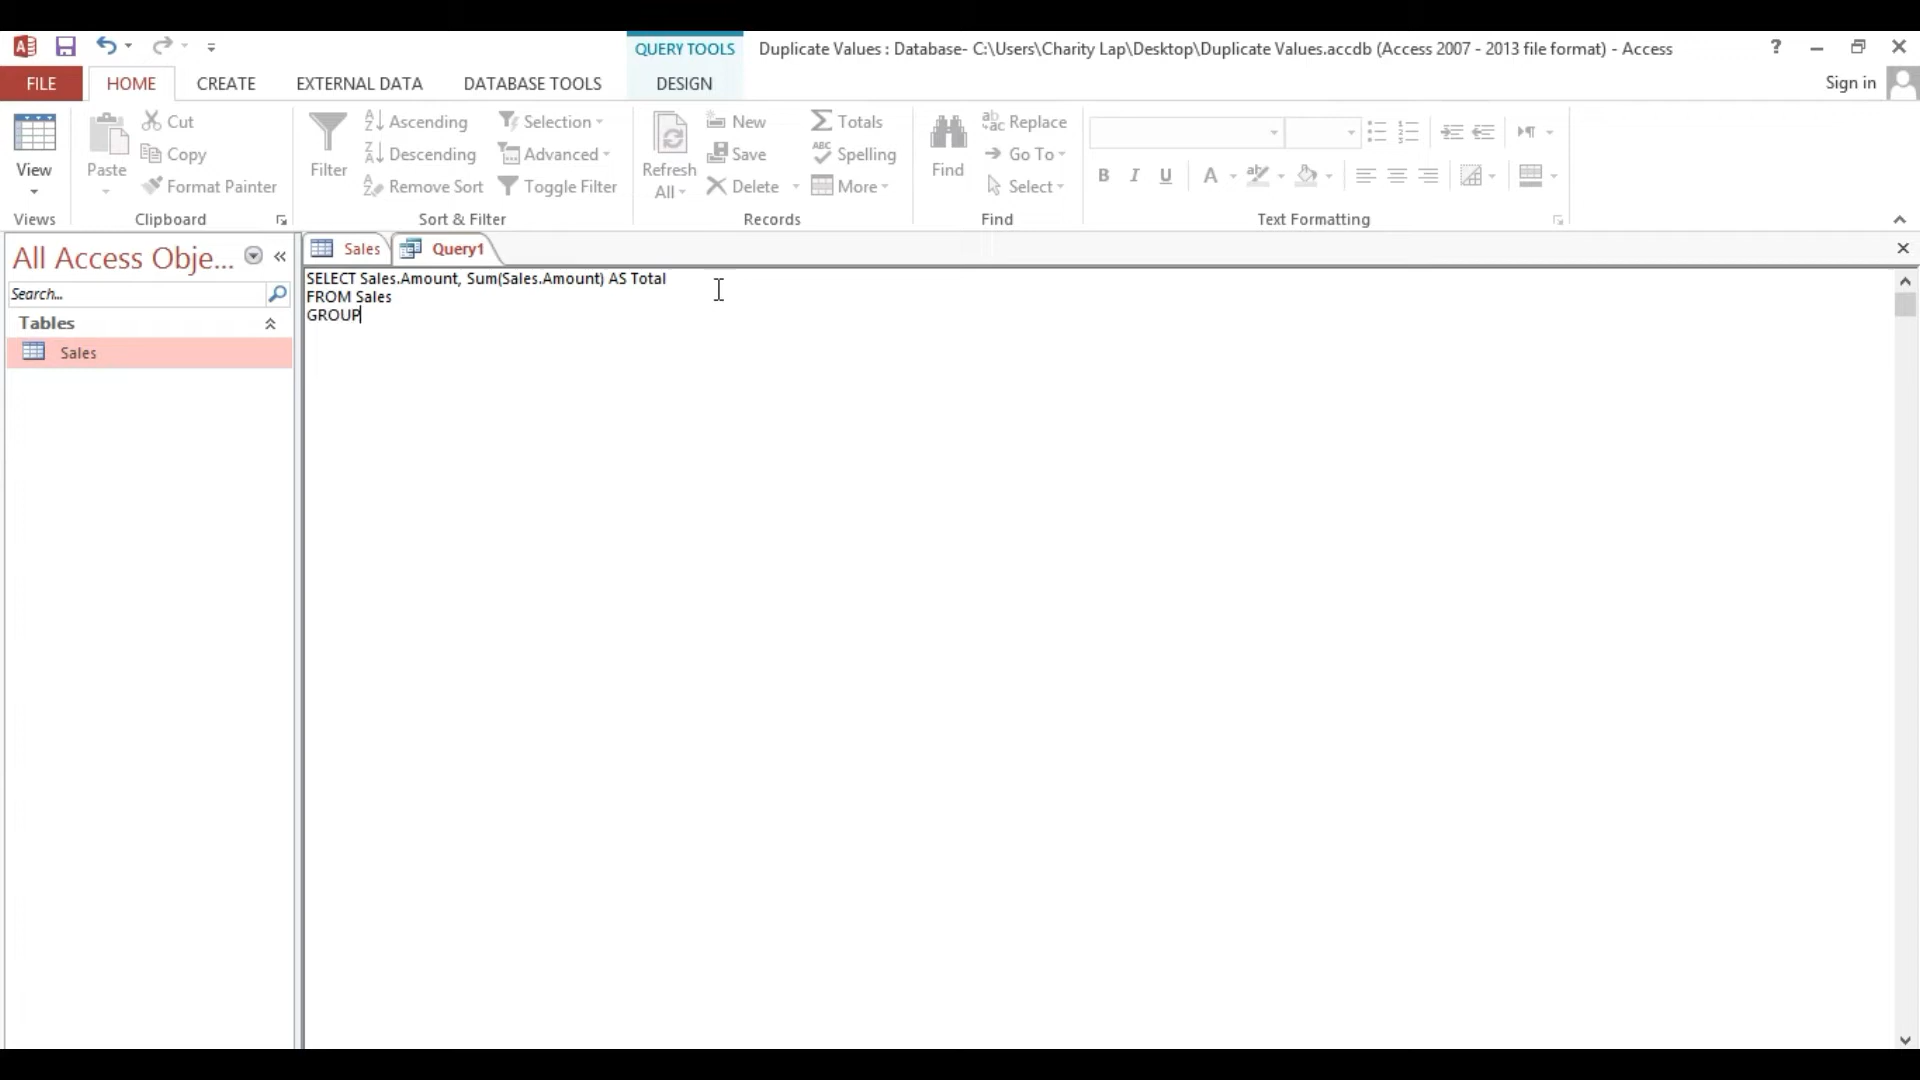 QUERY TOOLS Duplicate Values : Database- C:\Users\Charity Lap\Desktop\Duplicate Values.accdb (Access 2007 - 2013 file format) - Access ?
FILE HOME CREATE EXTERNAL DATA DATABASE TOOLS DESIGN Sign in
View
Paste
Cut
Copy
Format Painter
Filter
Ascending
Descending
Remove Sort
Selection
Advanced
Toggle Filter
Refresh
All
New
Save
Delete
Totals
Spelling
More
Find
Replace
Go To
Select
B I U A
Views Clipboard Sort & Filter Records Find Text Formatting
All Access Obje...
Search...
Tables
Sales
Sales Query1
SELECT Sales.Amount, Sum(Sales.Amount) AS Total
FROM Sales
GROUP